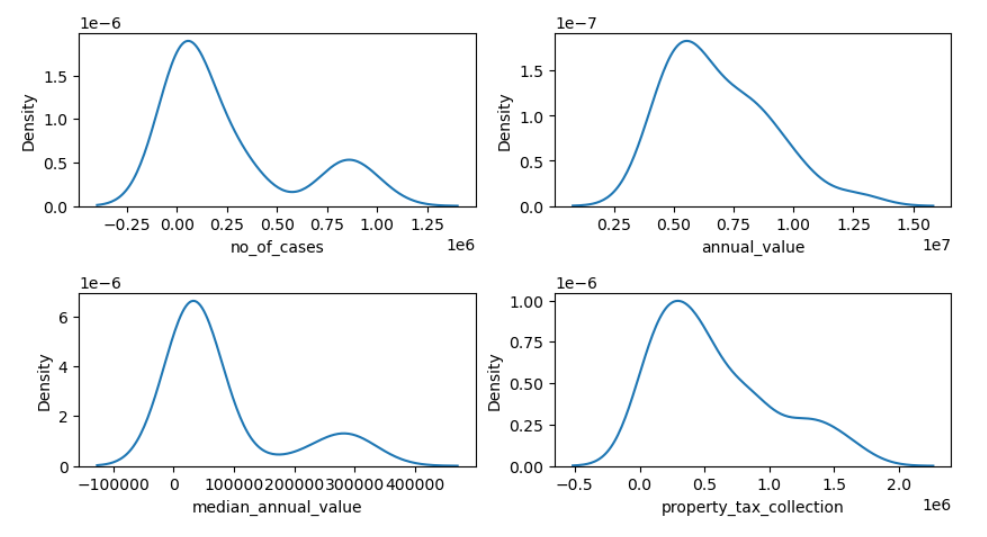 1e−6
Density
1.5
1.0
0.5
0.0
−0.25 0.00 0.25 0.50 0.75 1.00 1.25
1e6
no_of_cases
1e−7
Density
1.5
1.0
0.5
0.0
0.25 0.50 0.75 1.00 1.25 1.50
1e7
annual_value
1e−6
Density
6
4
2
0
−100000 0 100000 200000 300000 400000
median_annual_value
1e−6
Density
1.00
0.75
0.50
0.25
0.00
−0.5 0.0 0.5 1.0 1.5 2.0
1e6
property_tax_collection